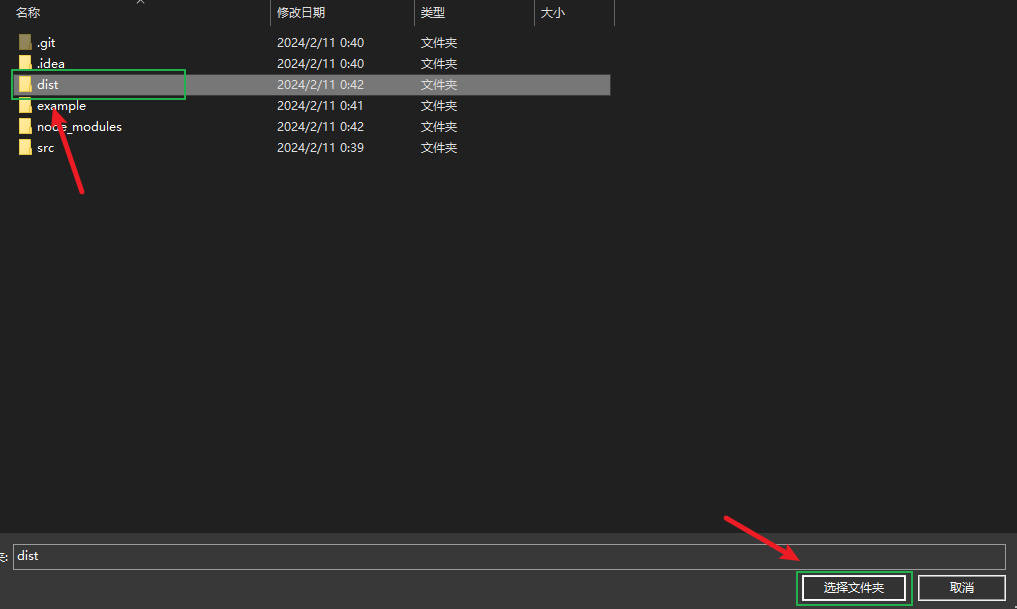 名称 修改日期 类型 大小
.git 2024/2/11 0:40 文件夹
.idea 2024/2/11 0:40 文件夹
dist 2024/2/11 0:42 文件夹
example 2024/2/11 0:41 文件夹
node_modules 2024/2/11 0:42 文件夹
src 2024/2/11 0:39 文件夹
dist
选择文件夹 取消